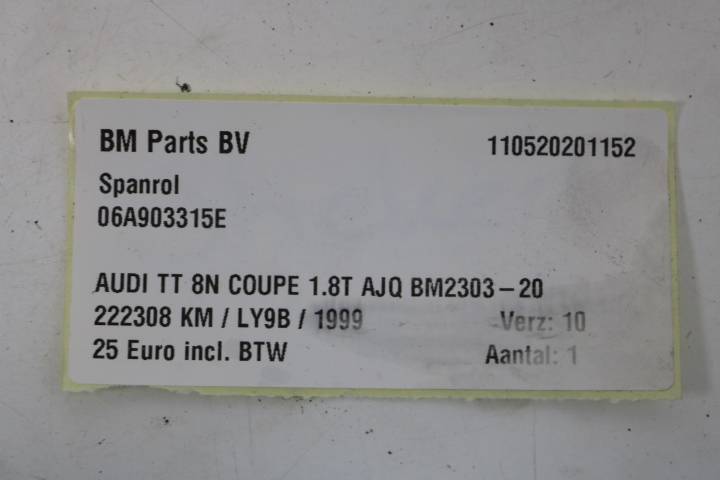 BM Parts BV 110520201152
Spanrol
06A903315E
AUDI TT 8N COUPE 1.8T AJQ BM2303-20
222308 KM / LY9B / 1999 Verz: 10
25 Euro incl. BTW Aantal: 1